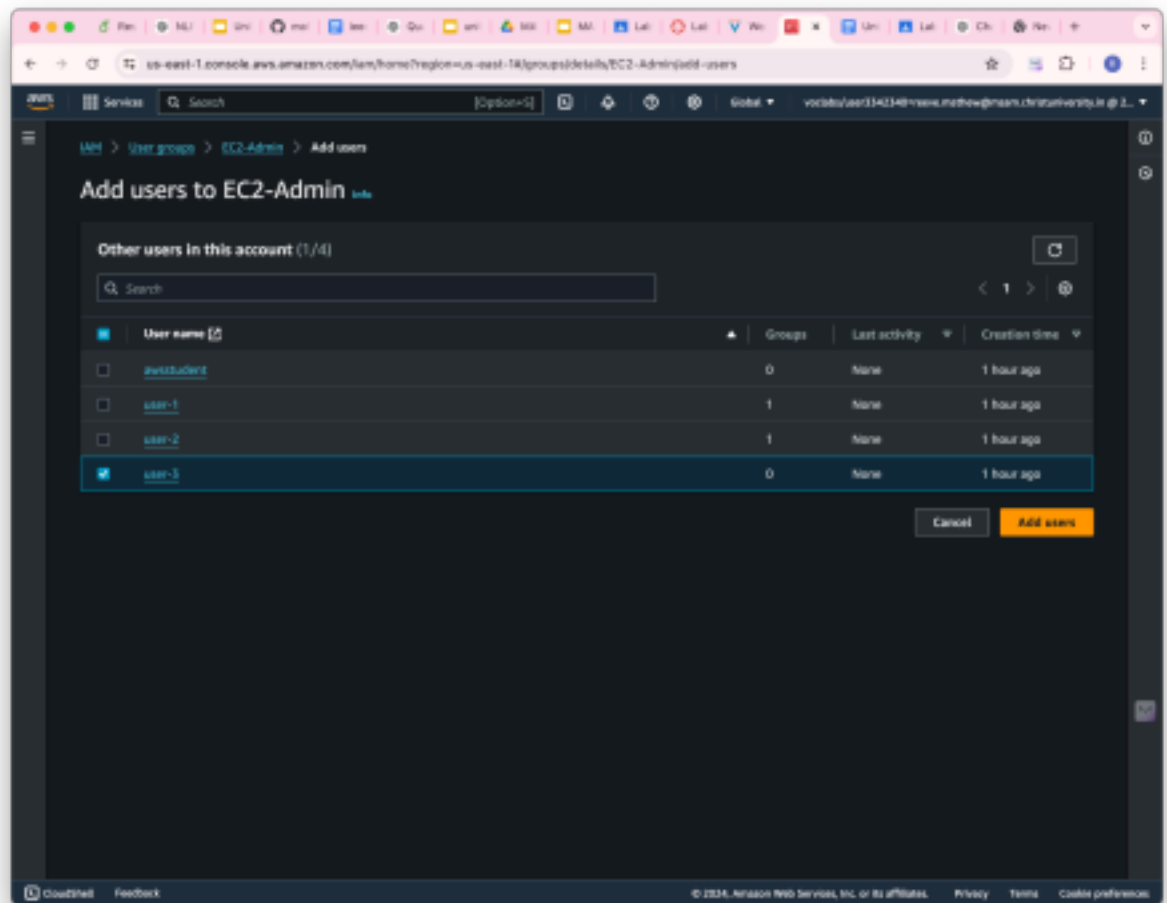 us-east-1.console.aws.amazon.com/iam/home?region=us-east-1#/groups/details/EC2-Admin/add-users
aws Services Search [Option+S] Global
IAM > User groups > EC2-Admin > Add users
Add users to EC2-Admin Info
Other users in this account (1/4)
Search
1
User name Groups Last activity Creation time
awsstudent 0 None 1 hour ago
user-1 1 None 1 hour ago
user-2 1 None 1 hour ago
user-3 0 None 1 hour ago
Cancel Add users
CloudShell Feedback © 2024, Amazon Web Services, Inc. or its affiliates. Privacy Terms Cookie preferences